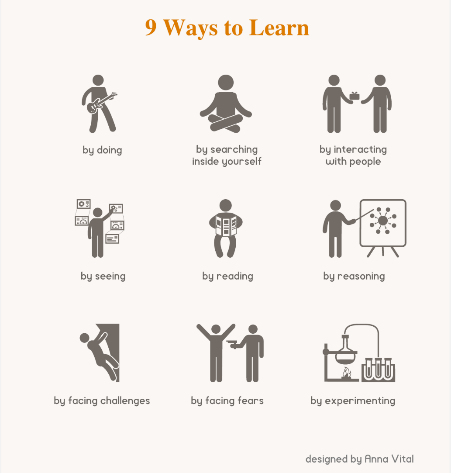 9 Ways to Learn
by doing
by searching
inside yourself
by interacting
with people
by seeing
by reading
by reasoning
by facing challenges
by facing fears
by experimenting
designed by Anna Vital